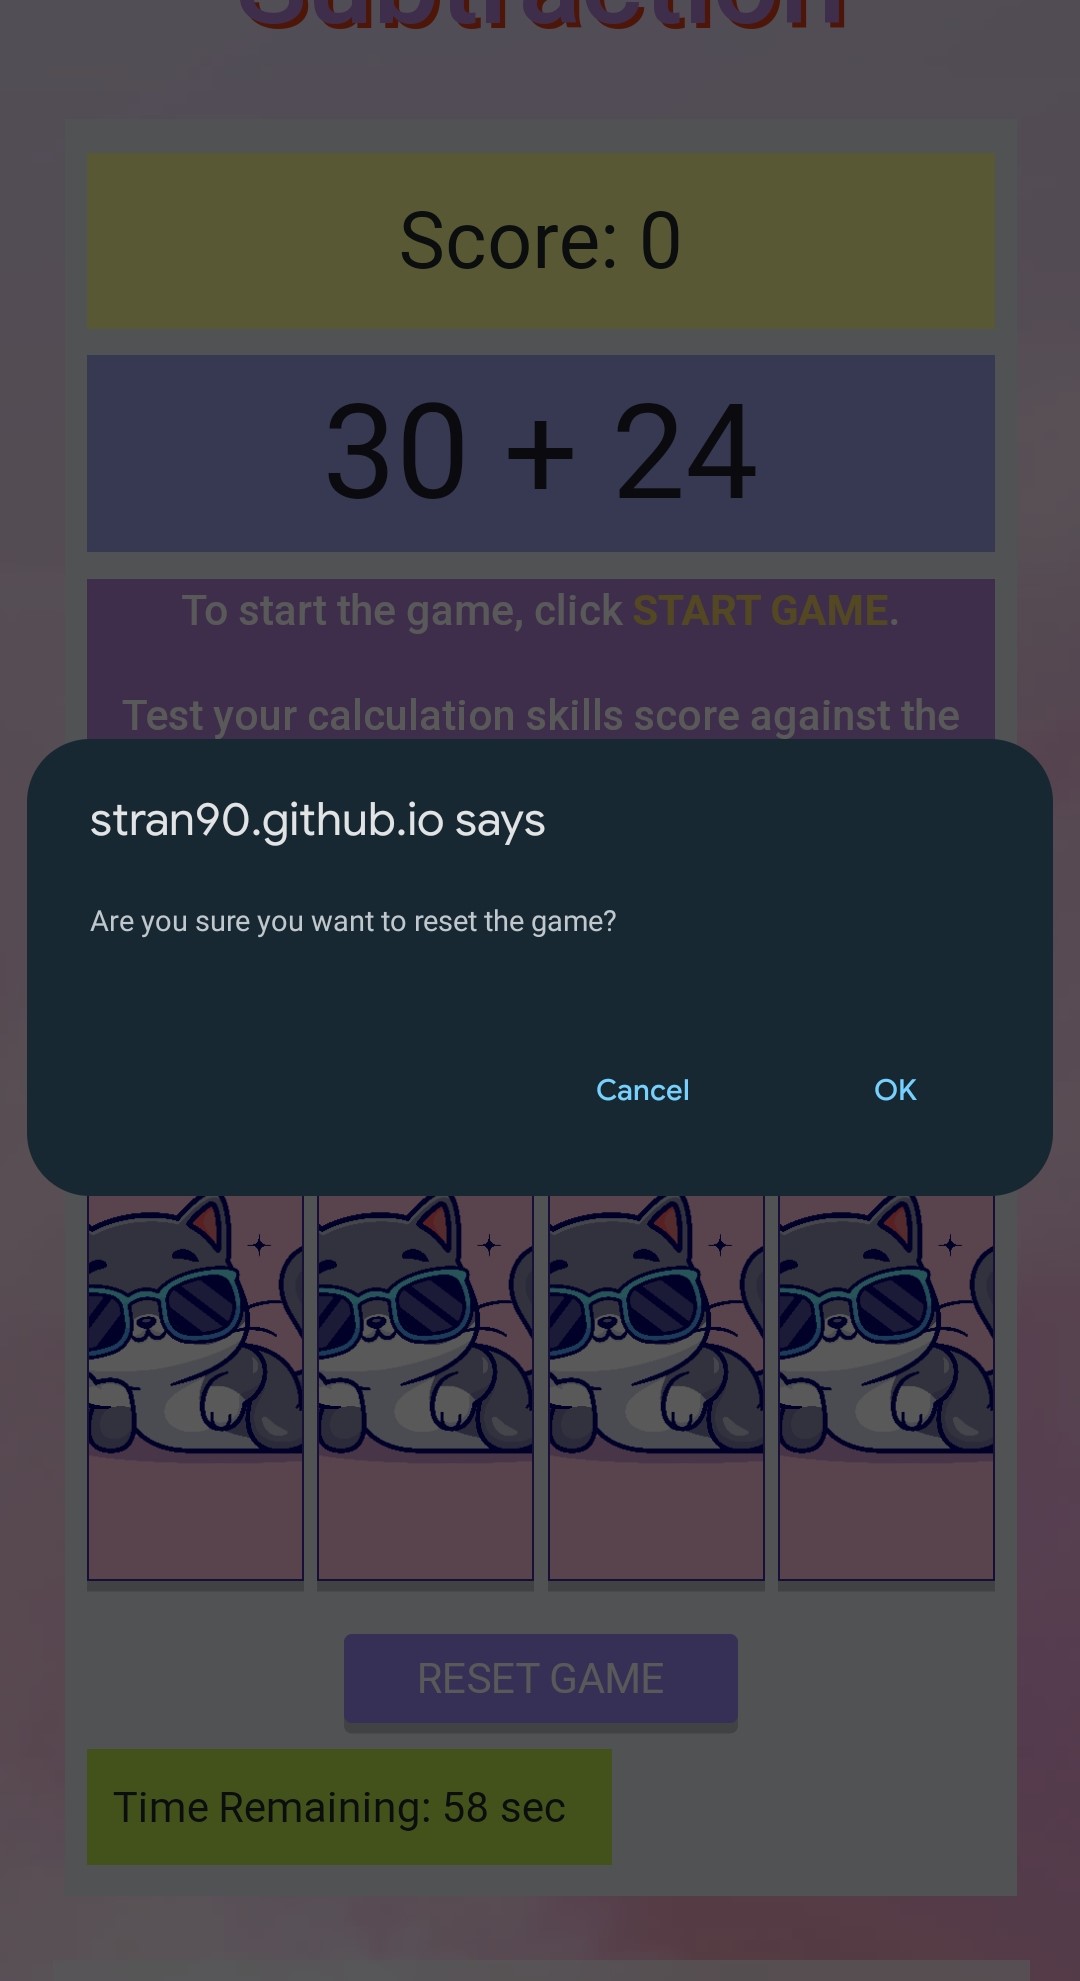 Subtraction
Score: 0
30 + 24
To start the game, click START GAME.
Test your calculation skills score against the
stran90.github.io says
Are you sure you want to reset the game?
Cancel
OK
RESET GAME
Time Remaining: 58 sec